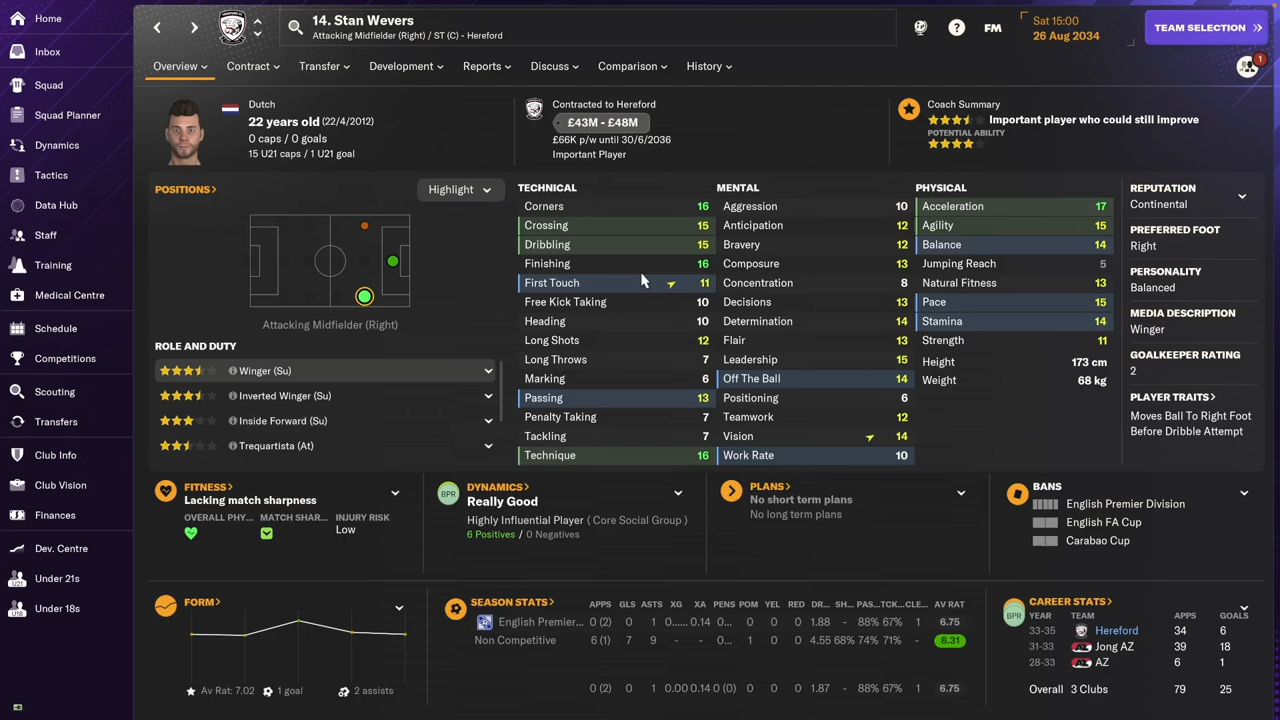 Home
Inbox
Squad
Squad Planner
Dynamics
Tactics
Data Hub
Staff
Training
Medical Centre
Schedule
Competitions
Scouting
Transfers
Club Info
Club Vision
Finances
Dev. Centre
Under 21s
Under 18s
14. Stan Wevers
Attacking Midfielder (Right) / ST (C) - Hereford
FM
Sat 15:00
26 Aug 2034
TEAM SELECTION
1
Overview
Contract
Transfer
Development
Reports
Discuss
Comparison
History
Dutch
22 years old (22/4/2012)
0 caps / 0 goals
15 U21 caps / 1 U21 goal
Contracted to Hereford
£43M - £48M
£66K p/w until 30/6/2036
Important Player
Coach Summary
Important player who could still improve
POTENTIAL ABILITY
POSITIONS
Highlight
Attacking Midfielder (Right)
ROLE AND DUTY
Winger (Su)
Inverted Winger (Su)
Inside Forward (Su)
Trequartista (At)
TECHNICAL
Corners 16
Crossing 15
Dribbling 15
Finishing 16
First Touch 11
Free Kick Taking 10
Heading 10
Long Shots 12
Long Throws 7
Marking 6
Passing 13
Penalty Taking 7
Tackling 7
Technique 16
MENTAL
Aggression 10
Anticipation 12
Bravery 12
Composure 13
Concentration 8
Decisions 13
Determination 14
Flair 13
Leadership 15
Off The Ball 14
Positioning 6
Teamwork 12
Vision 14
Work Rate 10
PHYSICAL
Acceleration 17
Agility 15
Balance 14
Jumping Reach 5
Natural Fitness 13
Pace 15
Stamina 14
Strength 11
Height 173 cm
Weight 68 kg
REPUTATION
Continental
PREFERRED FOOT
Right
PERSONALITY
Balanced
MEDIA DESCRIPTION
Winger
GOALKEEPER RATING
2
PLAYER TRAITS
Moves Ball To Right Foot
Before Dribble Attempt
FITNESS
Lacking match sharpness
OVERALL PHY... MATCH SHAR... INJURY RISK
Low
BPR
DYNAMICS
Really Good
Highly Influential Player ( Core Social Group )
6 Positives / 0 Negatives
PLANS
No short term plans
No long term plans
BANS
English Premier Division
English FA Cup
Carabao Cup
FORM
Av Rat: 7.02 1 goal 2 assists
SEASON STATS APPS GLS ASTS XG XA PENS POM YEL RED DR... SH... PAS... TCK... CLE... AV RAT
English Premier... 0 (2) 0 1 0...... 0.14 0... 0 0 0 1.88 - 88% 67% 1 6.75
Non Competitive 6 (1) 7 9 - - 0... 1 0 0 4.55 68% 74% 71% - 8.31
0 (2) 0 1 0.00 0.14 0 (0) 0 0 0 1.87 - 88% 67% 1 6.75
BPR
CAREER STATS
YEAR TEAM APPS GOALS
33-35 Hereford 34 6
31-33 Jong AZ 39 18
28-33 AZ 6 1
Overall 3 Clubs 79 25